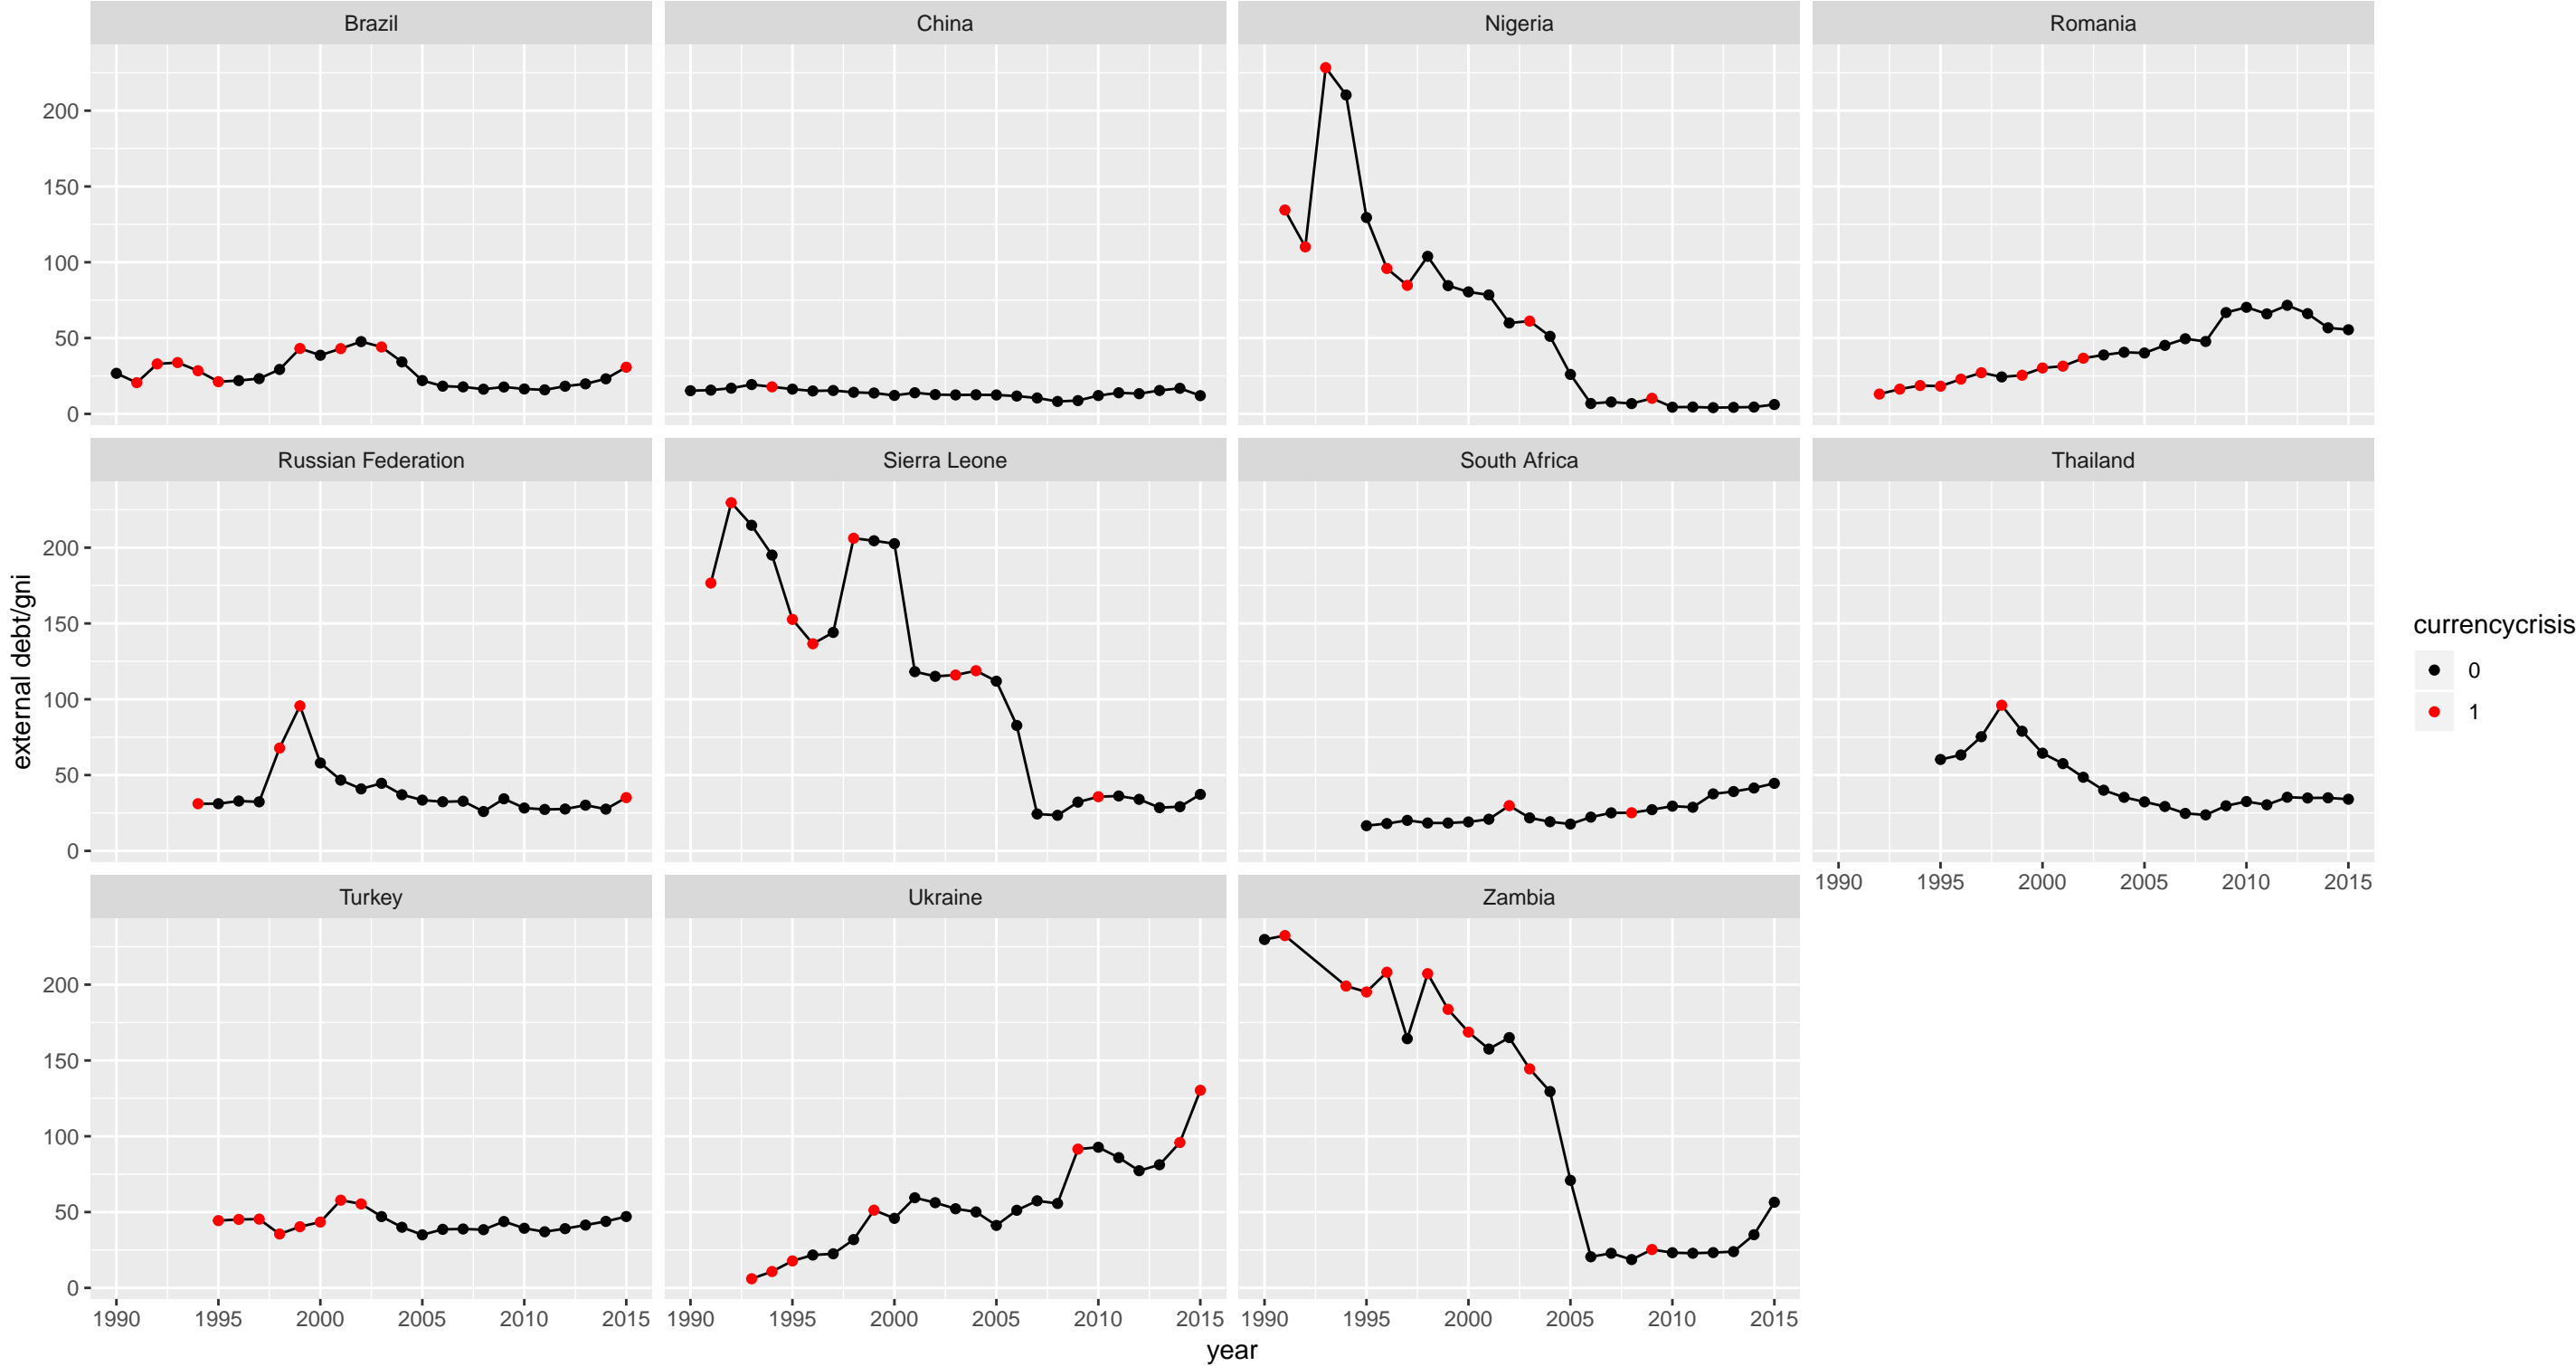 Brazil
China
Nigeria
Romania
200
150
100
50
0
Russian Federation
Sierra Leone
South Africa
Thailand
200
150
100
50
0
1990 1995 2000 2005 2010 2015
Turkey
Ukraine
Zambia
200
150
100
50
0
1990 1995 2000 2005 2010 2015
1990 1995 2000 2005 2010 2015
1990 1995 2000 2005 2010 2015
year
external debt/gni
currencycrisis
0
1